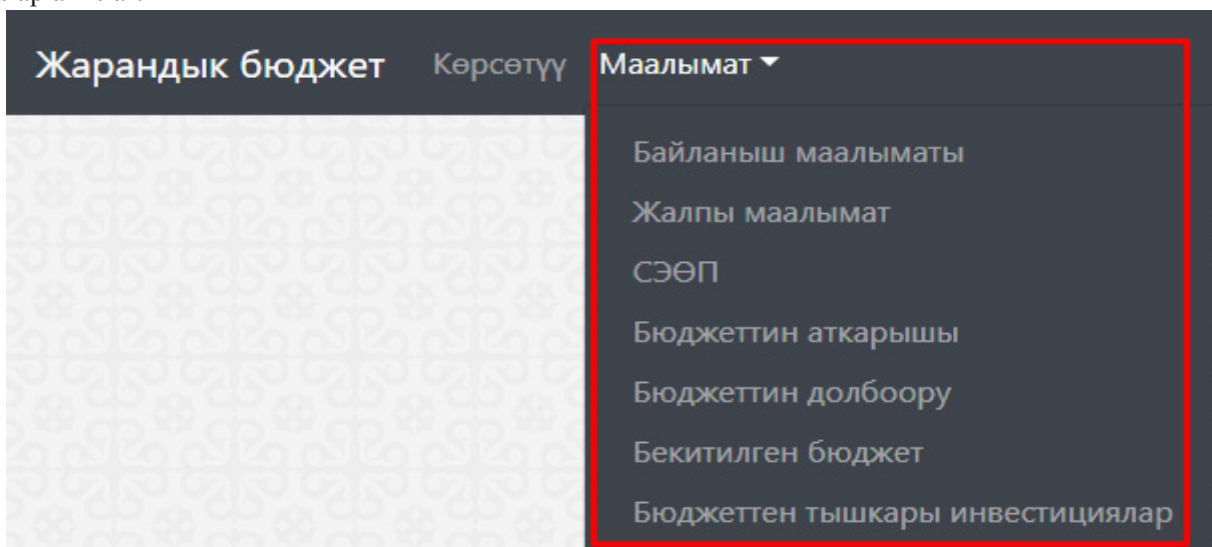 Жарандык бюджет Көрсөтүү Маалымат
Байланыш маалыматы
Жалпы маалымат
СЭӨП
Бюджеттин аткарышы
Бюджеттин долбоору
Бекитилген бюджет
Бюджеттен тышкары инвестициялар